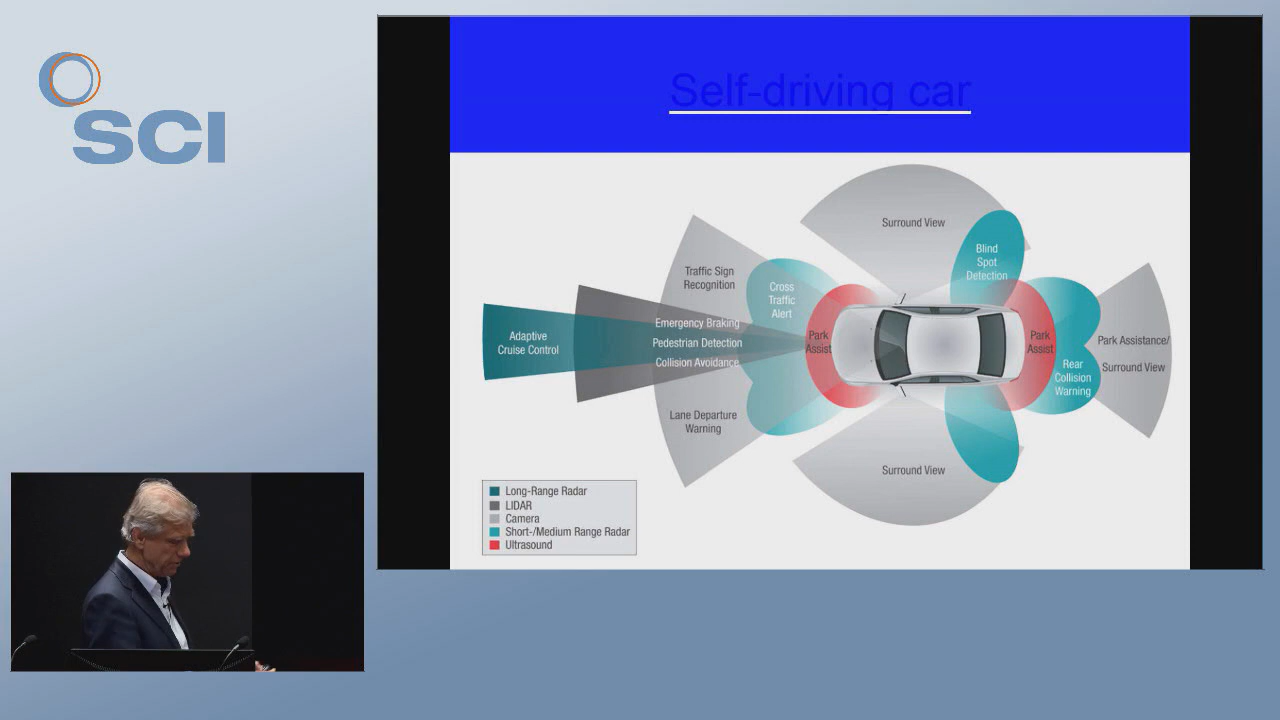 SCI
Self-driving car
Surround View
Blind
Spot
Detection
Traffic Sign
Recognition
Cross
Traffic
Alert
Emergency Braking
Adaptive
Cruise Control
Pedestrian Detection
Park
Assist
Park
Assist
Park Assistance/
Surround View
Collision Avoidance
Rear
Collision
Warning
Lane Departure
Warning
Surround View
Long-Range Radar
LIDAR
Camera
Short-/Medium Range Radar
Ultrasound